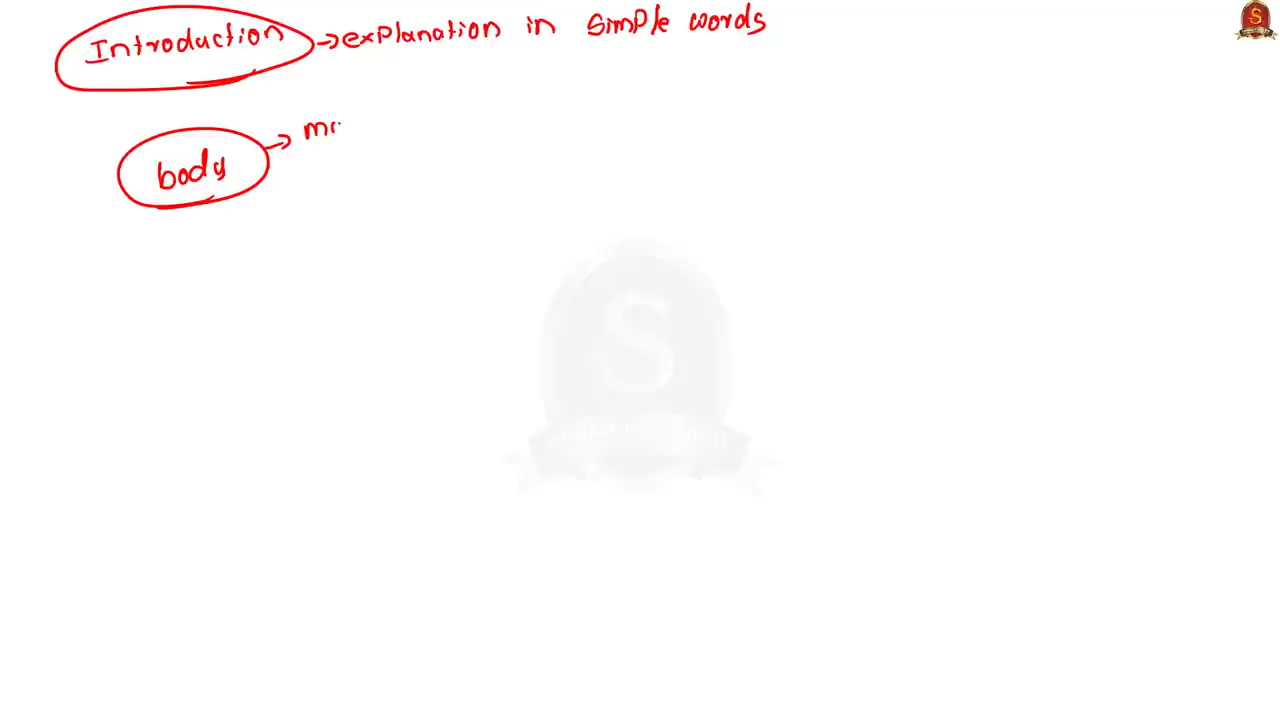 Introduction → explanation in simple words
body →